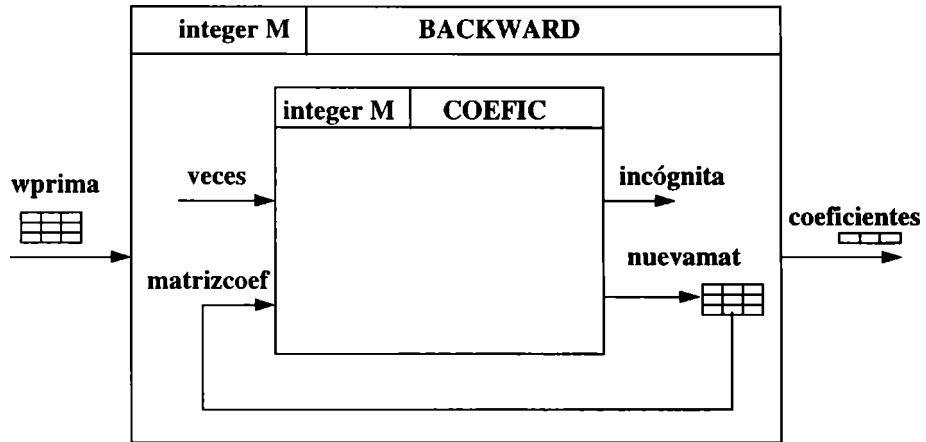 integer M
BACKWARD
integer M
COEFIC
veces
incógnita
wprima
coeficientes
nuevamat
matrizcoef